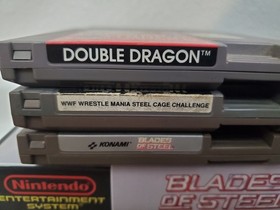 DOUBLE DRAGON™
WWF WRESTLE MANIA STEEL CAGE CHALLENGE
KONAMI BLADES OF STEEL
Nintendo
ENTERTAINMENT
SYSTEM
BLADES
OF STEEL